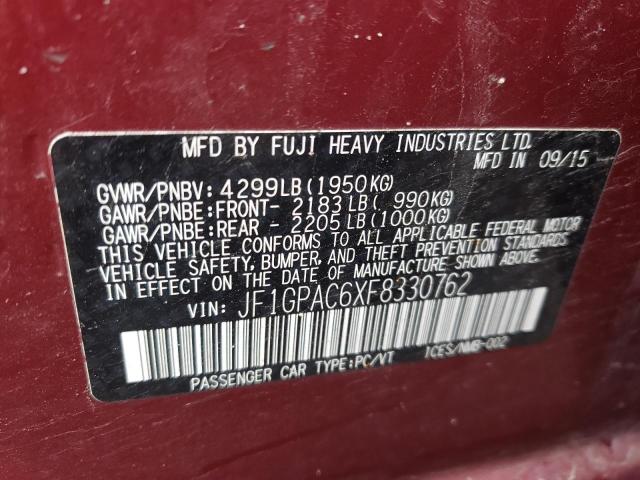 MFD BY FUJI HEAVY INDUSTRIES LTD.
MFD IN 09/15
GVWR/PNBV: 4299LB (1950KG)
GAWR/PNBE:FRONT- 2183LB ( 990KG)
GAWR/PNBE:REAR - 2205LB (1000KG)
THIS VEHICLE CONFORMS TO ALL APPLICABLE FEDERAL MOTOR
VEHICLE SAFETY, BUMPER, AND THEFT PREVENTION STANDARDS
IN EFFECT ON THE DATE OF MANUFACTURE SHOWN ABOVE.
VIN: JF1GPAC6XF8330762
PASSENGER CAR TYPE:PC/VT ICES/NMB-002